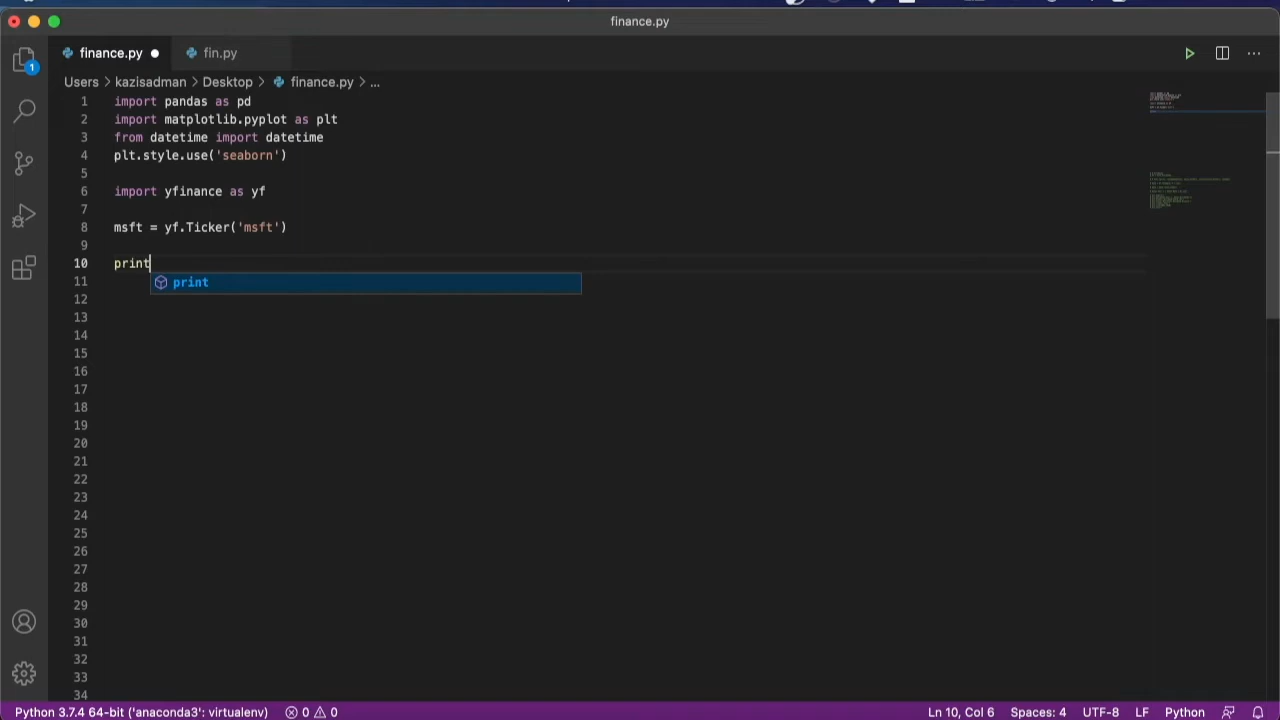 finance.py
finance.py
fin.py
Users > kazisadman > Desktop > finance.py > ...
1 import pandas as pd
2 import matplotlib.pyplot as plt
3 from datetime import datetime
4 plt.style.use('seaborn')
5
6 import yfinance as yf
7
8 msft = yf.Ticker('msft')
9
10 print
print
11
12
13
14
15
16
17
18
19
20
21
22
23
24
25
26
27
28
29
30
31
32
33
34
1
Python 3.7.4 64-bit ('anaconda3': virtualenv) 0 0 Ln 10, Col 6 Spaces: 4 UTF-8 LF Python